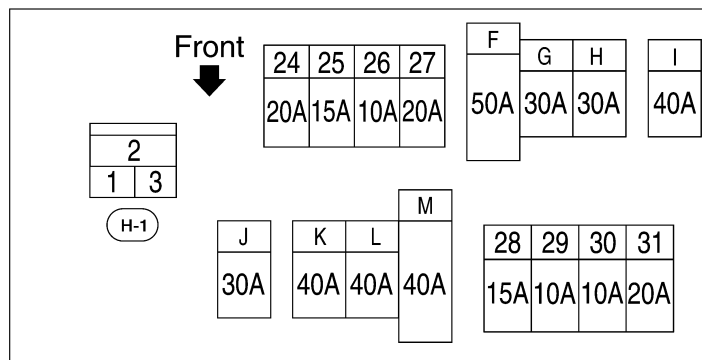 Front
24 25 26 27
20A 15A 10A 20A
F
50A
G H
30A 30A
I
40A
2
1 3
H-1
J
30A
K L
40A 40A
M
40A
28 29 30 31
15A 10A 10A 20A